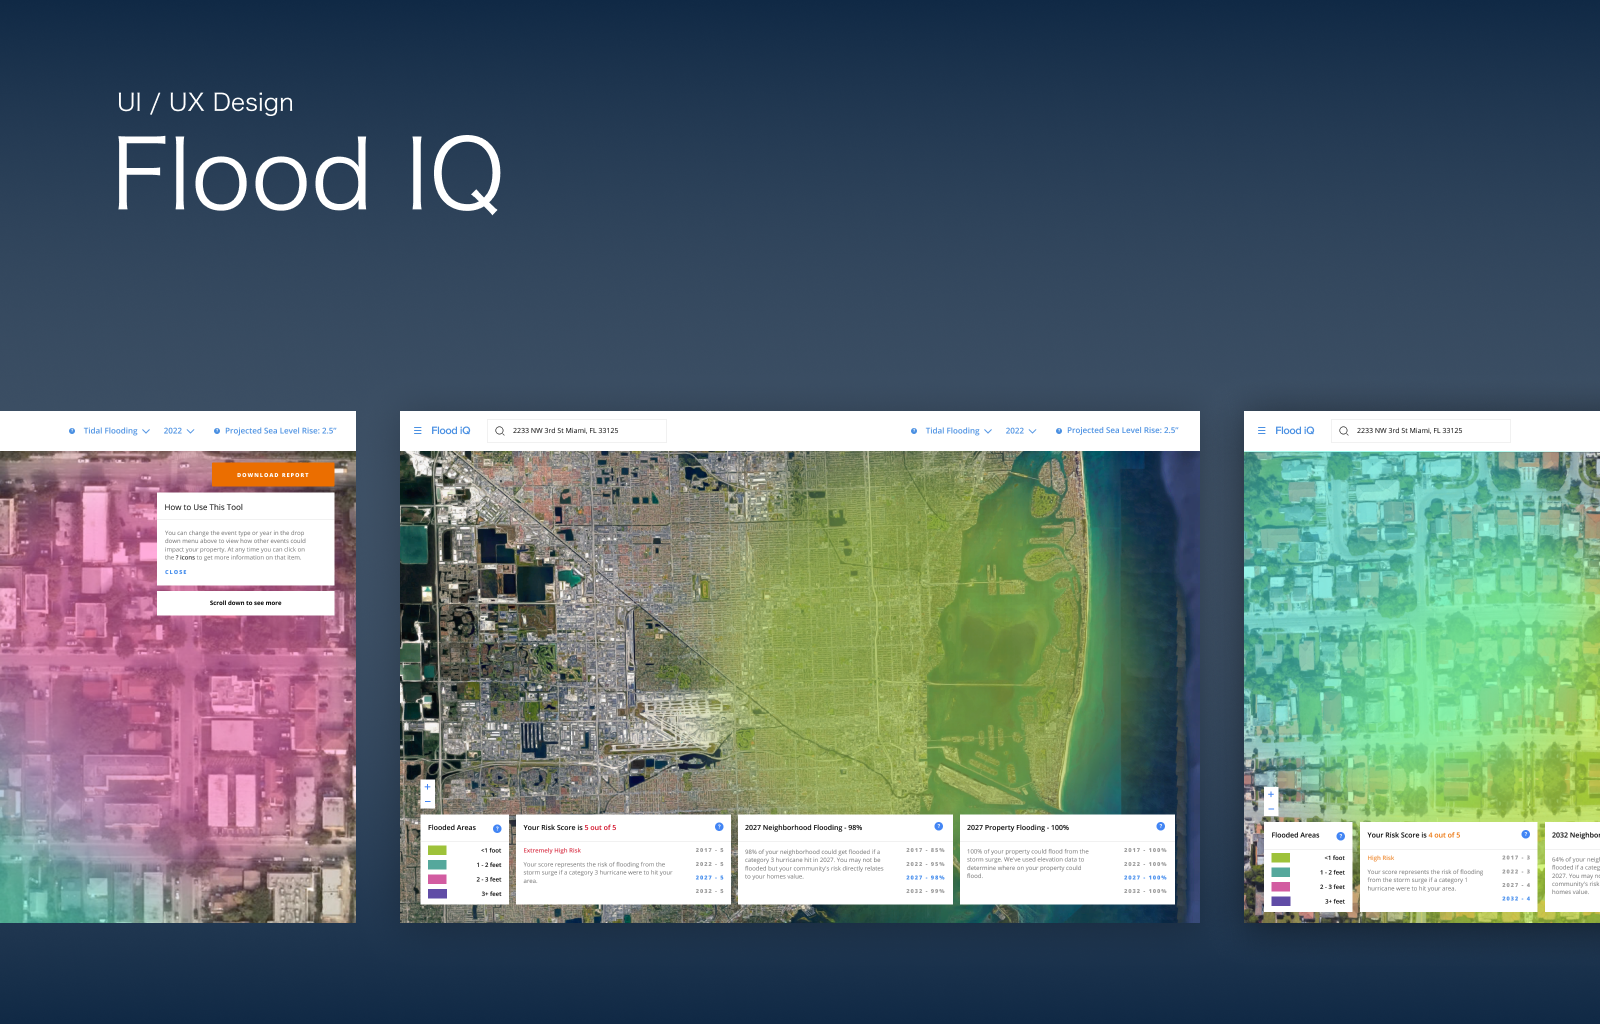 UI / UX Design
Flood IQ
Tidal Flooding
2022
Projected Sea Level Rise: 2.5"
DOWNLOAD REPORT
How to Use This Tool
You can change the event type or year in the drop
down menu above to view how other events could
impact your property. At any time you can click on
the ? icons to get more information on that item.
CLOSE
Scroll down to see more
Flood iQ
2233 NW 3rd St Miami, FL 33125
Tidal Flooding
2022
Projected Sea Level Rise: 2.5"
+
−
Flooded Areas
?
<1 foot
1 - 2 feet
2 - 3 feet
3+ feet
Your Risk Score is 5 out of 5
?
Extremely High Risk
Your score represents the risk of flooding from the
storm surge if a category 3 hurricane were to hit your
area.
2017 - 5
2022 - 5
2027 - 5
2032 - 5
2027 Neighborhood Flooding - 98%
?
98% of your neighborhood could get flooded if a
category 3 hurricane hit in 2027. You may not be
flooded but your community's risk directly relates
to your homes value.
2017 - 85%
2022 - 95%
2027 - 98%
2032 - 99%
2027 Property Flooding - 100%
?
100% of your property could flood from the
storm surge. We've used elevation data to
determine where on your property could
flood.
2017 - 100%
2022 - 100%
2027 - 100%
2032 - 100%
Flood iQ
2233 NW 3rd St Miami, FL 33125
+
−
Flooded Areas
?
<1 foot
1 - 2 feet
2 - 3 feet
3+ feet
Your Risk Score is 4 out of 5
?
High Risk
Your score represents the risk of flooding
from the storm surge if a category 1
hurricane were to hit your area.
2017 - 3
2022 - 3
2027 - 4
2032 - 4
2032 Neighbor
64% of your neigh
flooded if a categ
2027. You may no
community's risk
homes value.